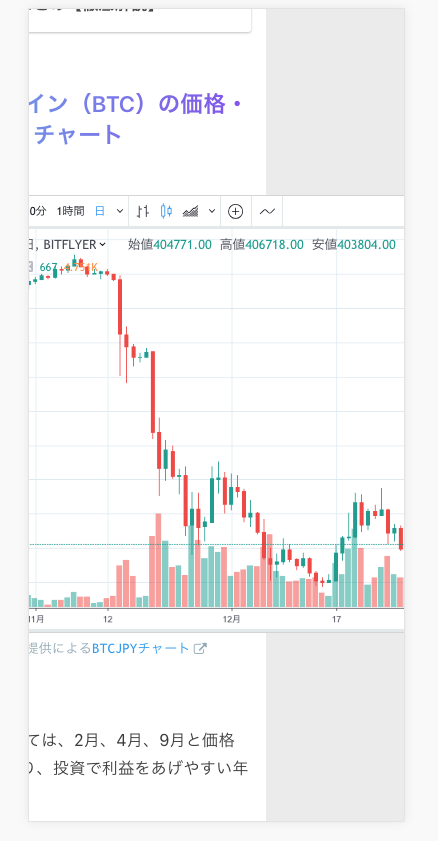 イン（BTC）の価格・
チャート
0分 1時間 日
日, BITFLYER 始値404771.00 高値406718.00 安値403804.00
667
11月 12 12月 17
提供によるBTCJPYチャート
ては、2月、4月、9月と価格
り、投資で利益をあげやすい年